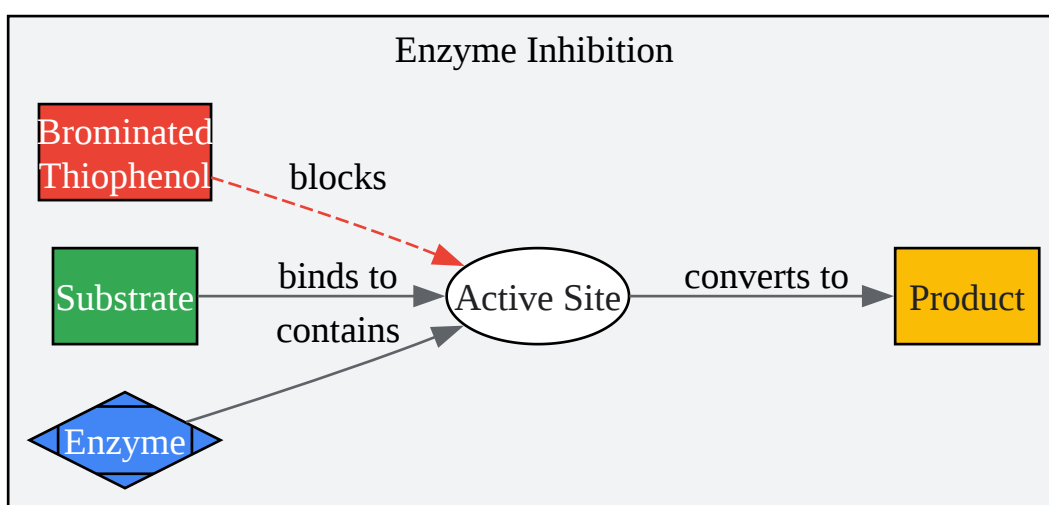 Enzyme Inhibition
Brominated
Thiophenol
blocks
Substrate
binds to
Active Site
converts to
Product
contains
Enzyme